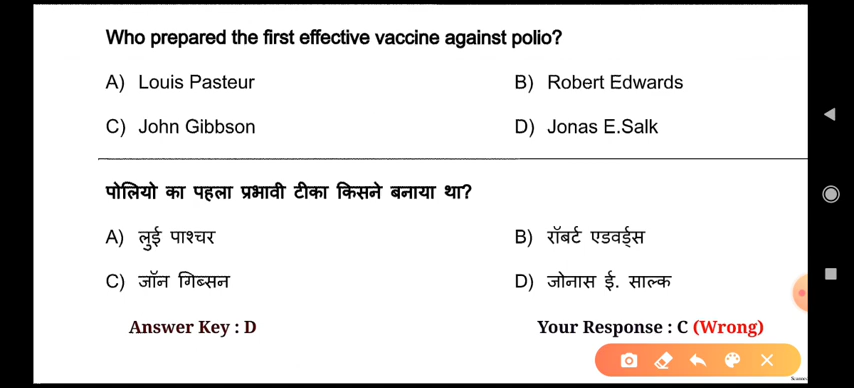 Who prepared the first effective vaccine against polio?
A) Louis Pasteur B) Robert Edwards
C) John Gibbson D) Jonas E.Salk
पोलियो का पहला प्रभावी टीका किसने बनाया था?
A) लुई पाश्चर B) रॉबर्ट एडवर्ड्स
C) जॉन गिब्सन D) जोनास ई. साल्क
Answer Key : D Your Response : C (Wrong)